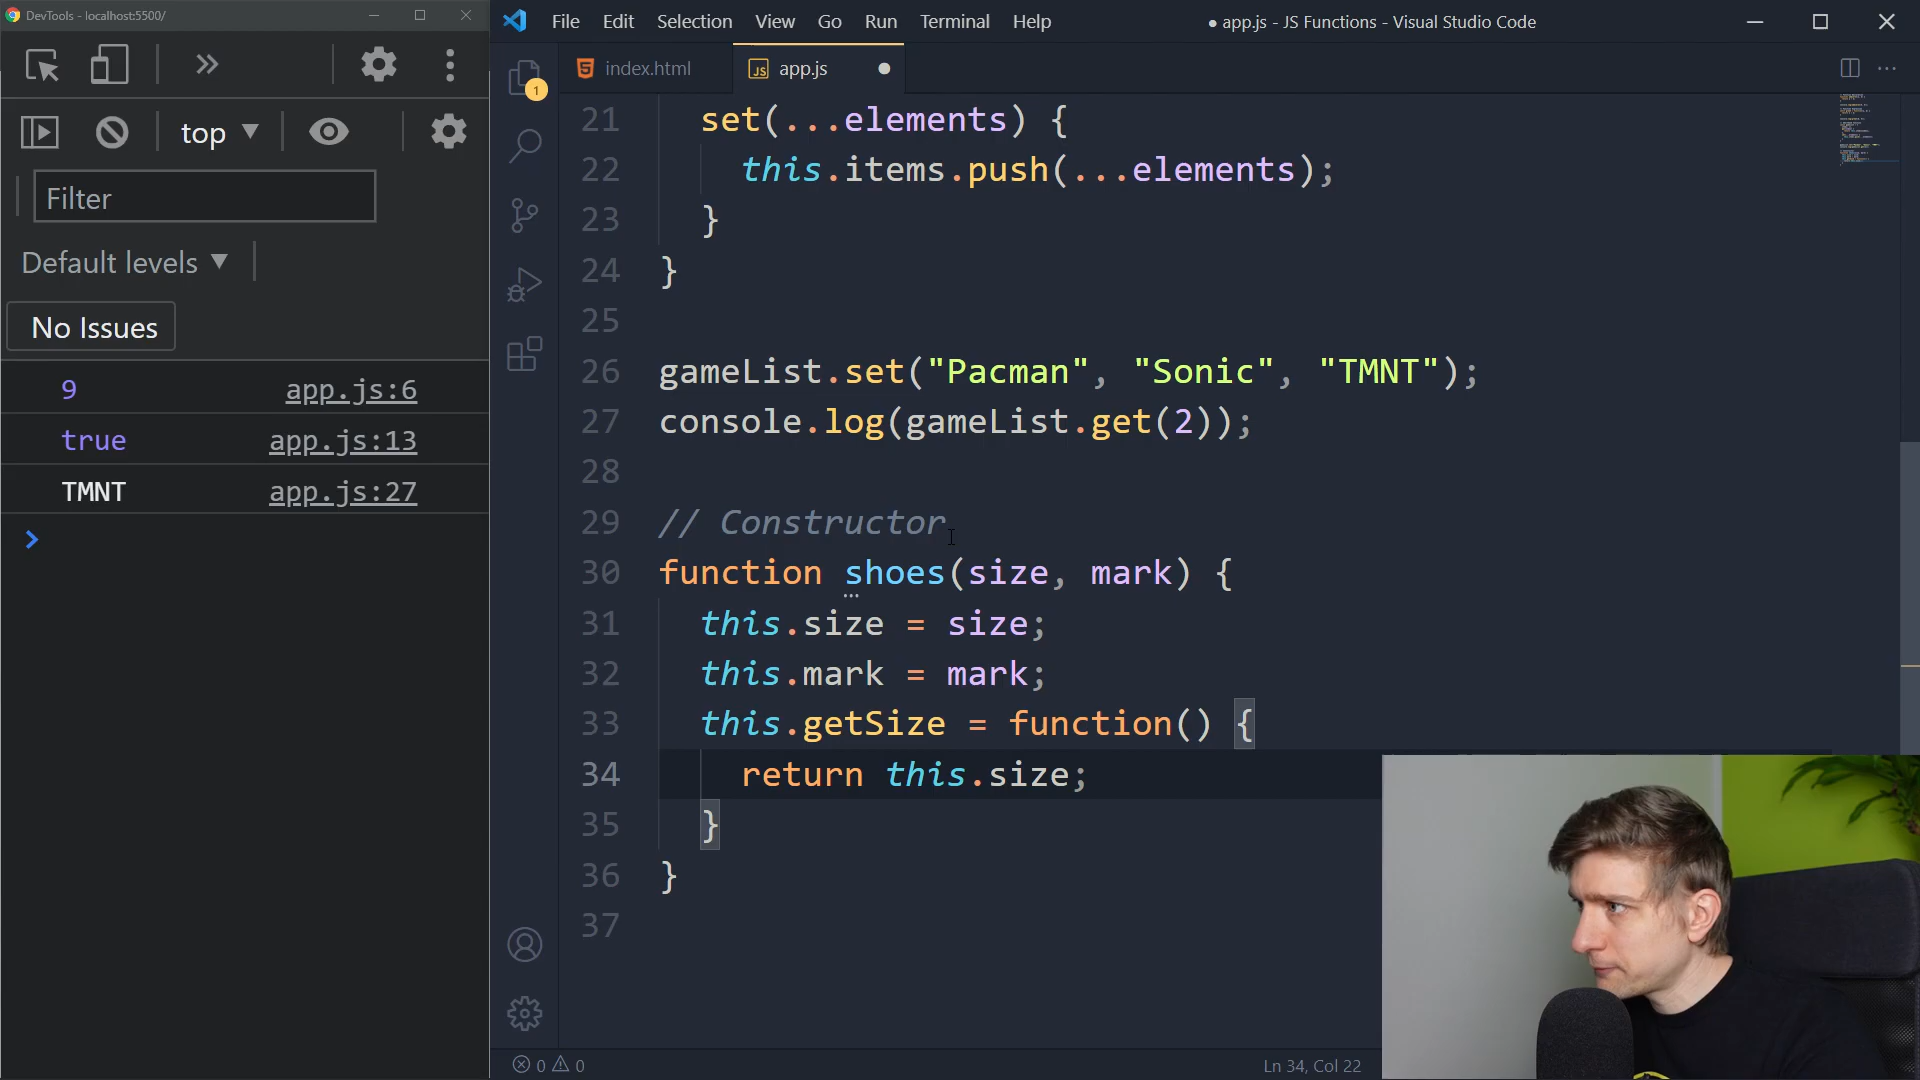 DevTools - localhost:5500/
top
Filter
Default levels
No Issues
9 app.js:6
true app.js:13
TMNT app.js:27
File Edit Selection View Go Run Terminal Help
● app.js - JS Functions - Visual Studio Code
index.html
JS app.js
1
21 set(...elements) {
22 this.items.push(...elements);
23 }
24 }
25
26 gameList.set("Pacman", "Sonic", "TMNT");
27 console.log(gameList.get(2));
28
29 // Constructor
30 function shoes(size, mark) {
31 this.size = size;
32 this.mark = mark;
33 this.getSize = function() {
34 return this.size;
35 }
36 }
37
0 0
Ln 34, Col 22